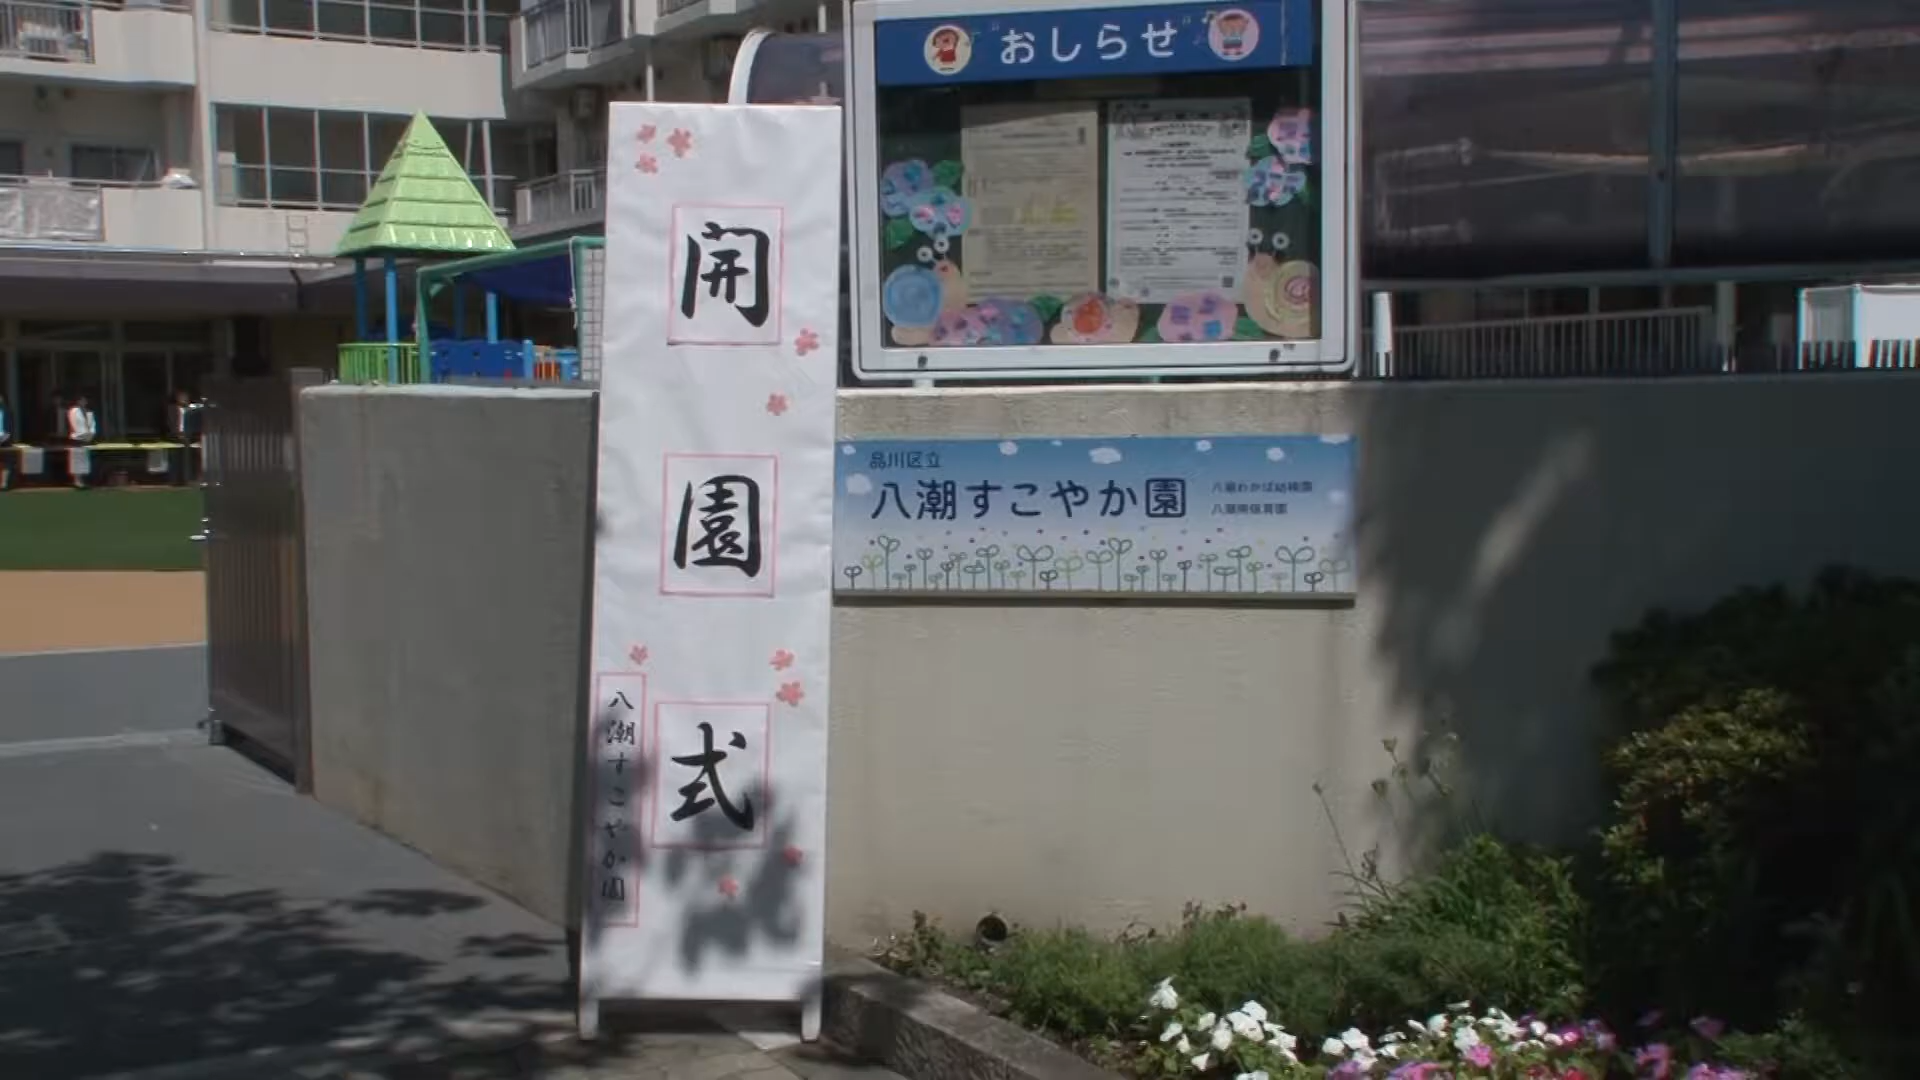 おしらせ
開園式
八潮すこやか園
品川区立
八潮すこやか園
八潮わかば幼稚園
八潮南保育園